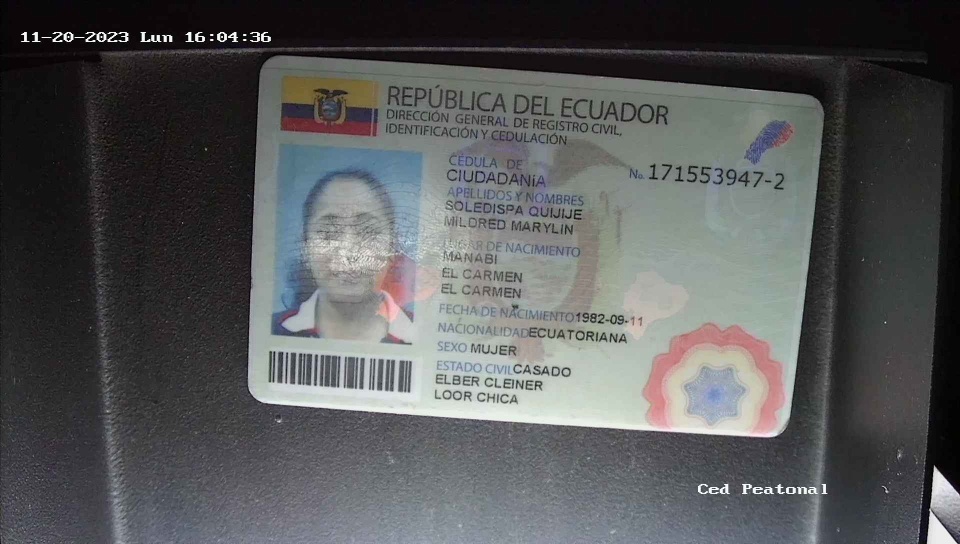 11-20-2023 Lun 16:04:36
REPÚBLICA DEL ECUADOR
DIRECCIÓN GENERAL DE REGISTRO CIVIL,
IDENTIFICACIÓN Y CEDULACIÓN
CÉDULA DE
CIUDADANÍA
No. 171553947-2
APELLIDOS Y NOMBRES
SOLEDISPA QUIJIJE
MILDRED MARYLIN
LUGAR DE NACIMIENTO
MANABI
EL CARMEN
EL CARMEN
FECHA DE NACIMIENTO 1982-09-11
NACIONALIDAD ECUATORIANA
SEXO MUJER
ESTADO CIVIL CASADO
ELBER CLEINER
LOOR CHICA
Ced Peatonal